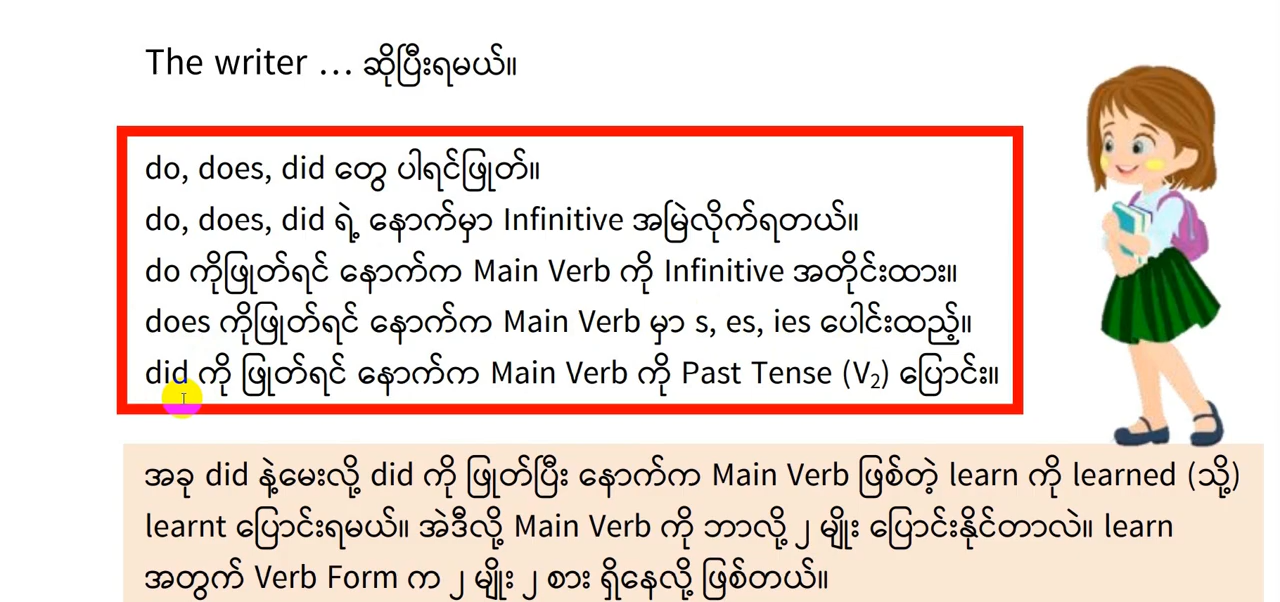 The writer ... ဆိုပြီးရမယ်။
do, does, did တွေ ပါရင်ဖြုတ်။
do, does, did ရဲ့ နောက်မှာ Infinitive အမြဲလိုက်ရတယ်။
do ကိုဖြုတ်ရင် နောက်က Main Verb ကို Infinitive အတိုင်းထား။
does ကိုဖြုတ်ရင် နောက်က Main Verb မှာ s, es, ies ပေါင်းထည့်။
did ကို ဖြုတ်ရင် နောက်က Main Verb ကို Past Tense (V₂) ပြောင်း။
အခု did နဲ့မေးလို့ did ကို ဖြုတ်ပြီး နောက်က Main Verb ဖြစ်တဲ့ learn ကို learned (သို့)
learnt ပြောင်းရမယ်။ အဲဒီလို့ Main Verb ကို ဘာလို့ ၂ မျိုး ပြောင်းနိုင်တာလဲ။ learn
အတွက် Verb Form က ၂ မျိုး ၂ စား ရှိနေလို့ ဖြစ်တယ်။